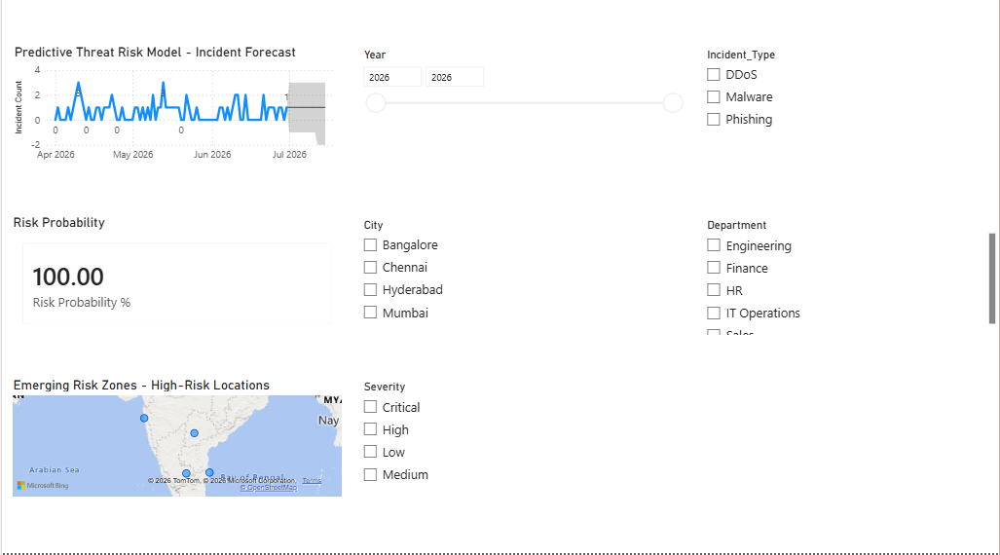 Predictive Threat Risk Model - Incident Forecast
Incident Count
4
2
0
-2
3
3
1
0
0
0
0
Apr 2026
May 2026
Jun 2026
Jul 2026
Year
2026
2026
Incident_Type
DDoS
Malware
Phishing
Risk Probability
100.00
Risk Probability %
City
Bangalore
Chennai
Hyderabad
Mumbai
Department
Engineering
Finance
HR
IT Operations
Sales
Emerging Risk Zones - High-Risk Locations
AN
MYA
Nay
Arabian Sea
Bay of Bengal
Microsoft Bing
© 2026 TomTom, © 2026 Microsoft Corporation, Terms
© OpenStreetMap
Severity
Critical
High
Low
Medium